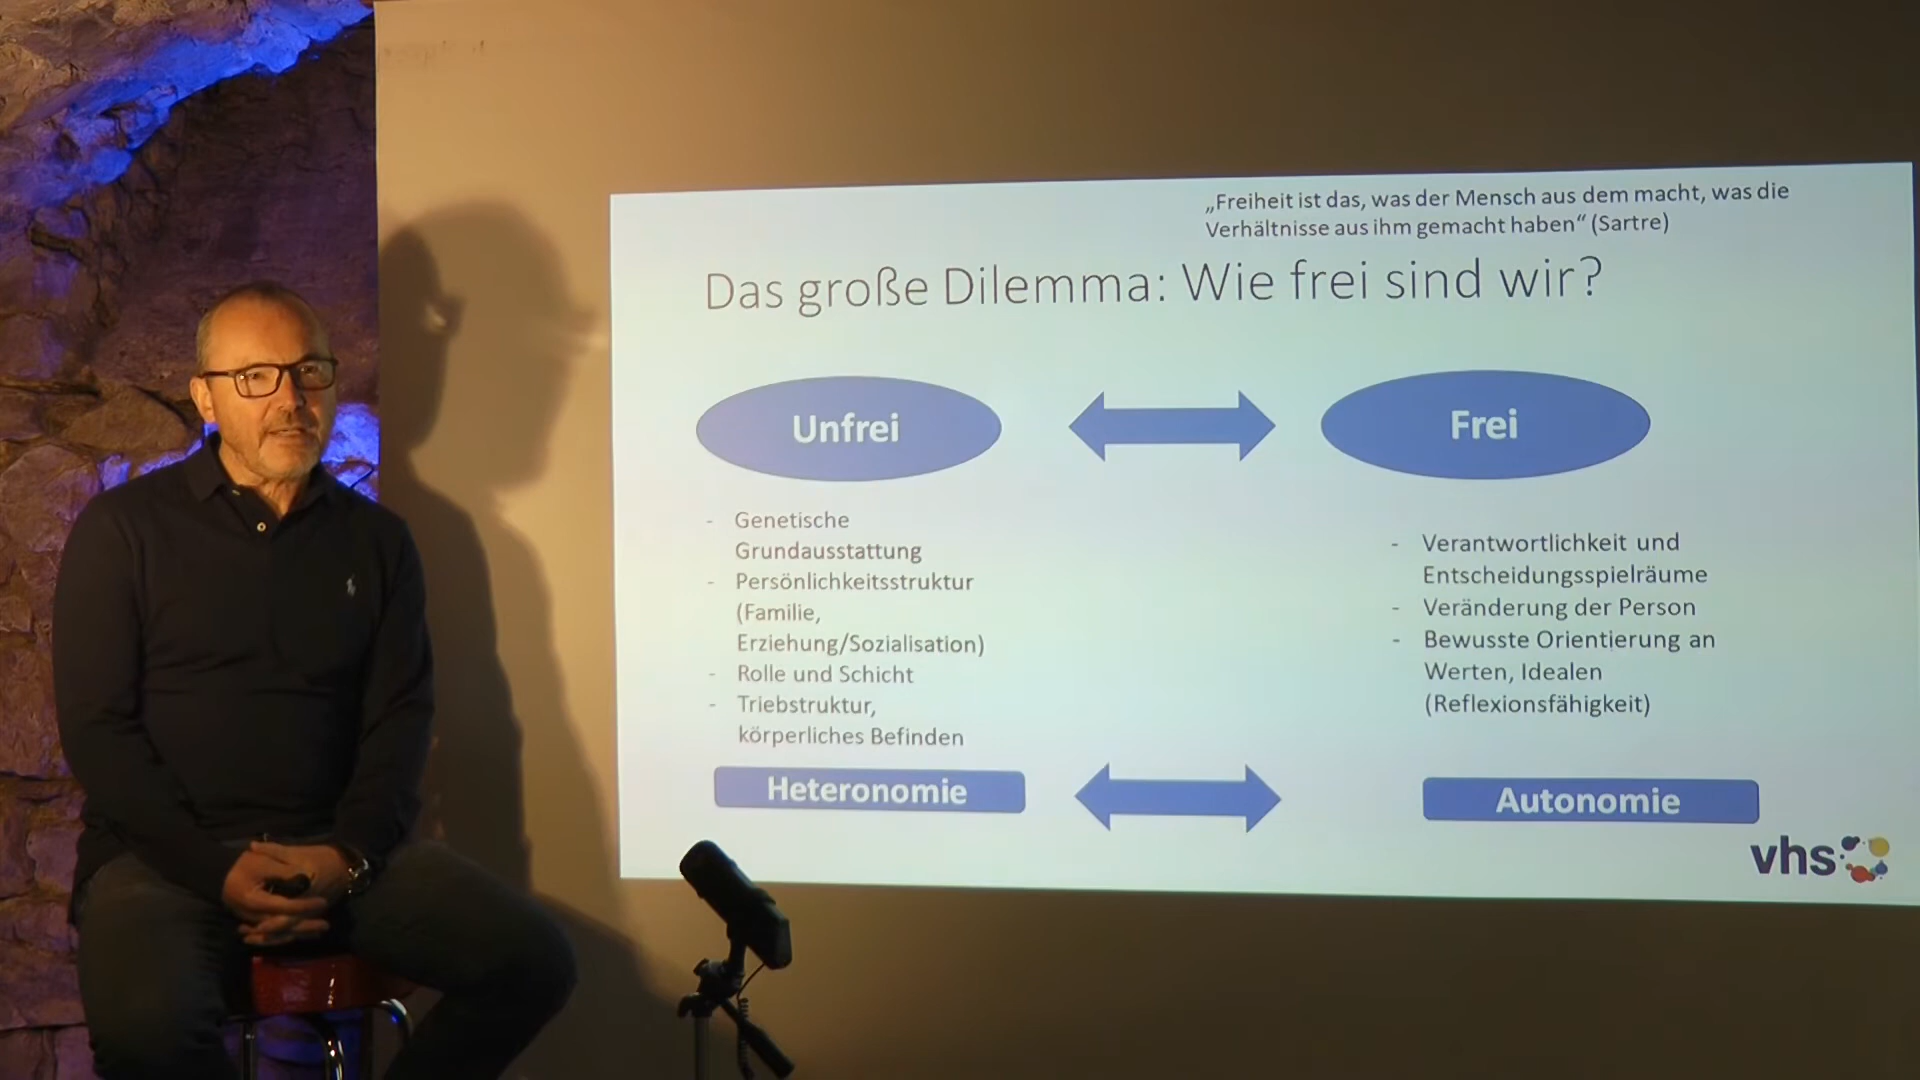 „Freiheit ist das, was der Mensch aus dem macht, was die
Verhältnisse aus ihm gemacht haben“ (Sartre)
Das große Dilemma: Wie frei sind wir?
Unfrei
Frei
- Genetische
Grundausstattung
- Persönlichkeitsstruktur
(Familie,
Erziehung/Sozialisation)
- Rolle und Schicht
- Triebstruktur,
körperliches Befinden
- Verantwortlichkeit und
Entscheidungsspielräume
- Veränderung der Person
- Bewusste Orientierung an
Werten, Idealen
(Reflexionsfähigkeit)
Heteronomie
Autonomie
vhs